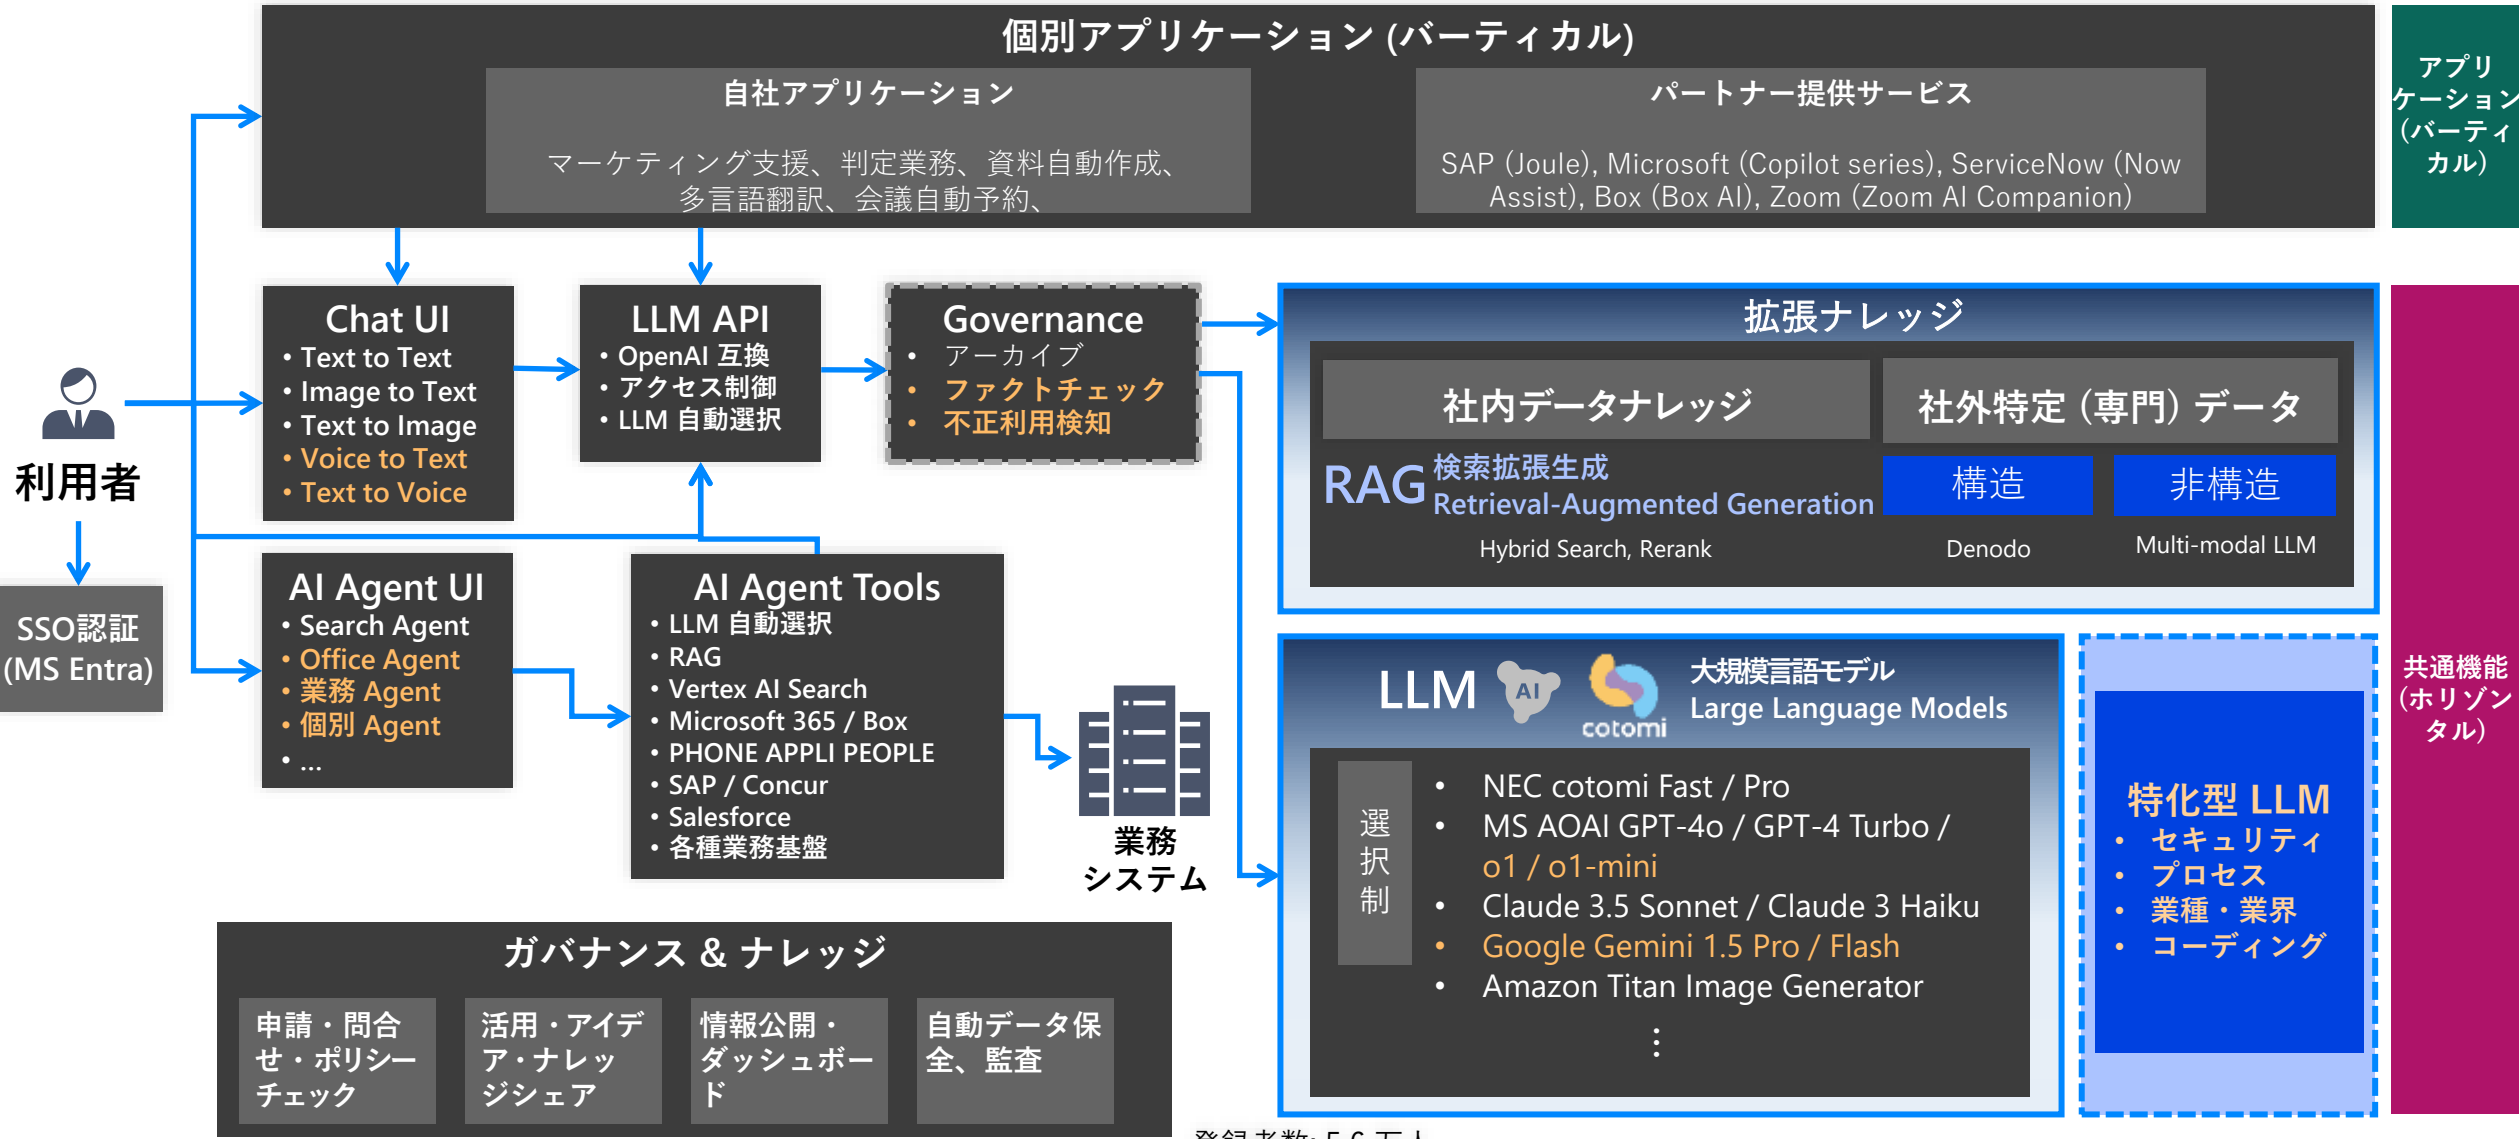 個別アプリケーション (バーティカル)
自社アプリケーション
マーケティング支援、判定業務、資料自動作成、
多言語翻訳、会議自動予約、
パートナー提供サービス
SAP (Joule), Microsoft (Copilot series), ServiceNow (Now
Assist), Box (Box AI), Zoom (Zoom AI Companion)
アプリ
ケーション
(バーティ
カル)
利用者
SSO認証
(MS Entra)
Chat UI
• Text to Text
• Image to Text
• Text to Image
• Voice to Text
• Text to Voice
LLM API
• OpenAI 互換
• アクセス制御
• LLM 自動選択
Governance
• アーカイブ
• ファクトチェック
• 不正利用検知
拡張ナレッジ
社内データナレッジ
RAG
検索拡張生成
Retrieval-Augmented Generation
Hybrid Search, Rerank
社外特定 (専門) データ
構造
Denodo
非構造
Multi-modal LLM
AI Agent UI
• Search Agent
• Office Agent
• 業務 Agent
• 個別 Agent
• ...
AI Agent Tools
• LLM 自動選択
• RAG
• Vertex AI Search
• Microsoft 365 / Box
• PHONE APPLI PEOPLE
• SAP / Concur
• Salesforce
• 各種業務基盤
業務
システム
LLM
AI
cotomi
大規模言語モデル
Large Language Models
選
択
制
• NEC cotomi Fast / Pro
• MS AOAI GPT-4o / GPT-4 Turbo /
o1 / o1-mini
• Claude 3.5 Sonnet / Claude 3 Haiku
• Google Gemini 1.5 Pro / Flash
• Amazon Titan Image Generator
⋮
特化型 LLM
• セキュリティ
• プロセス
• 業種・業界
• コーディング
共通機能
(ホリゾン
タル)
ガバナンス & ナレッジ
申請・問合
せ・ポリシー
チェック
活用・アイデ
ア・ナレッ
ジシェア
情報公開・
ダッシュボー
ド
自動データ保
全、監査